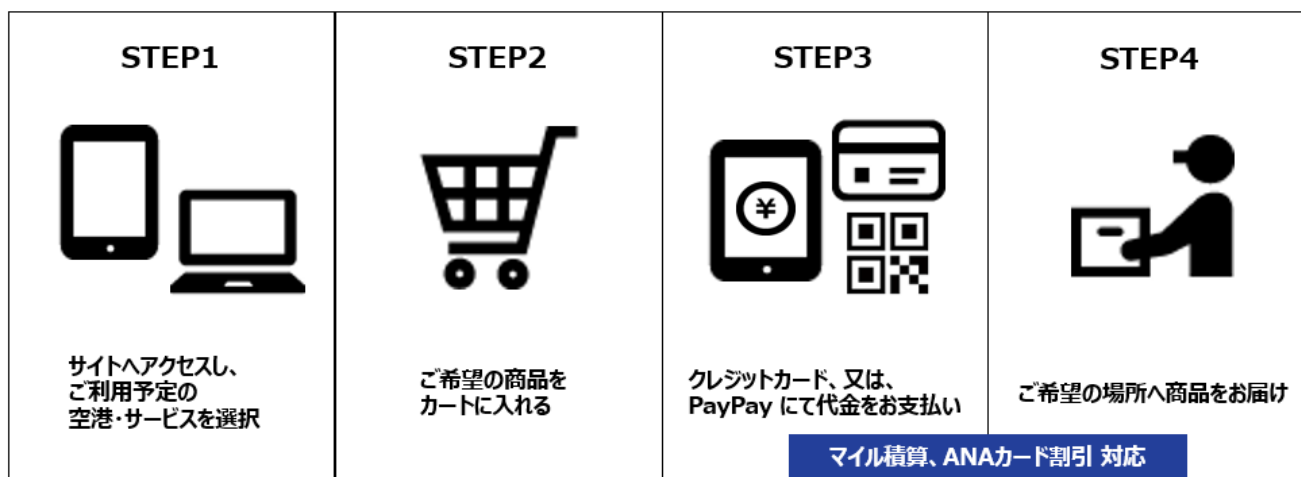 STEP1
サイトへアクセスし、
ご利用予定の
空港・サービスを選択
STEP2
ご希望の商品を
カートに入れる
STEP3
¥
クレジットカード、又は、
PayPay にて代金をお支払い
STEP4
ご希望の場所へ商品をお届け
マイル積算、ANAカード割引 対応